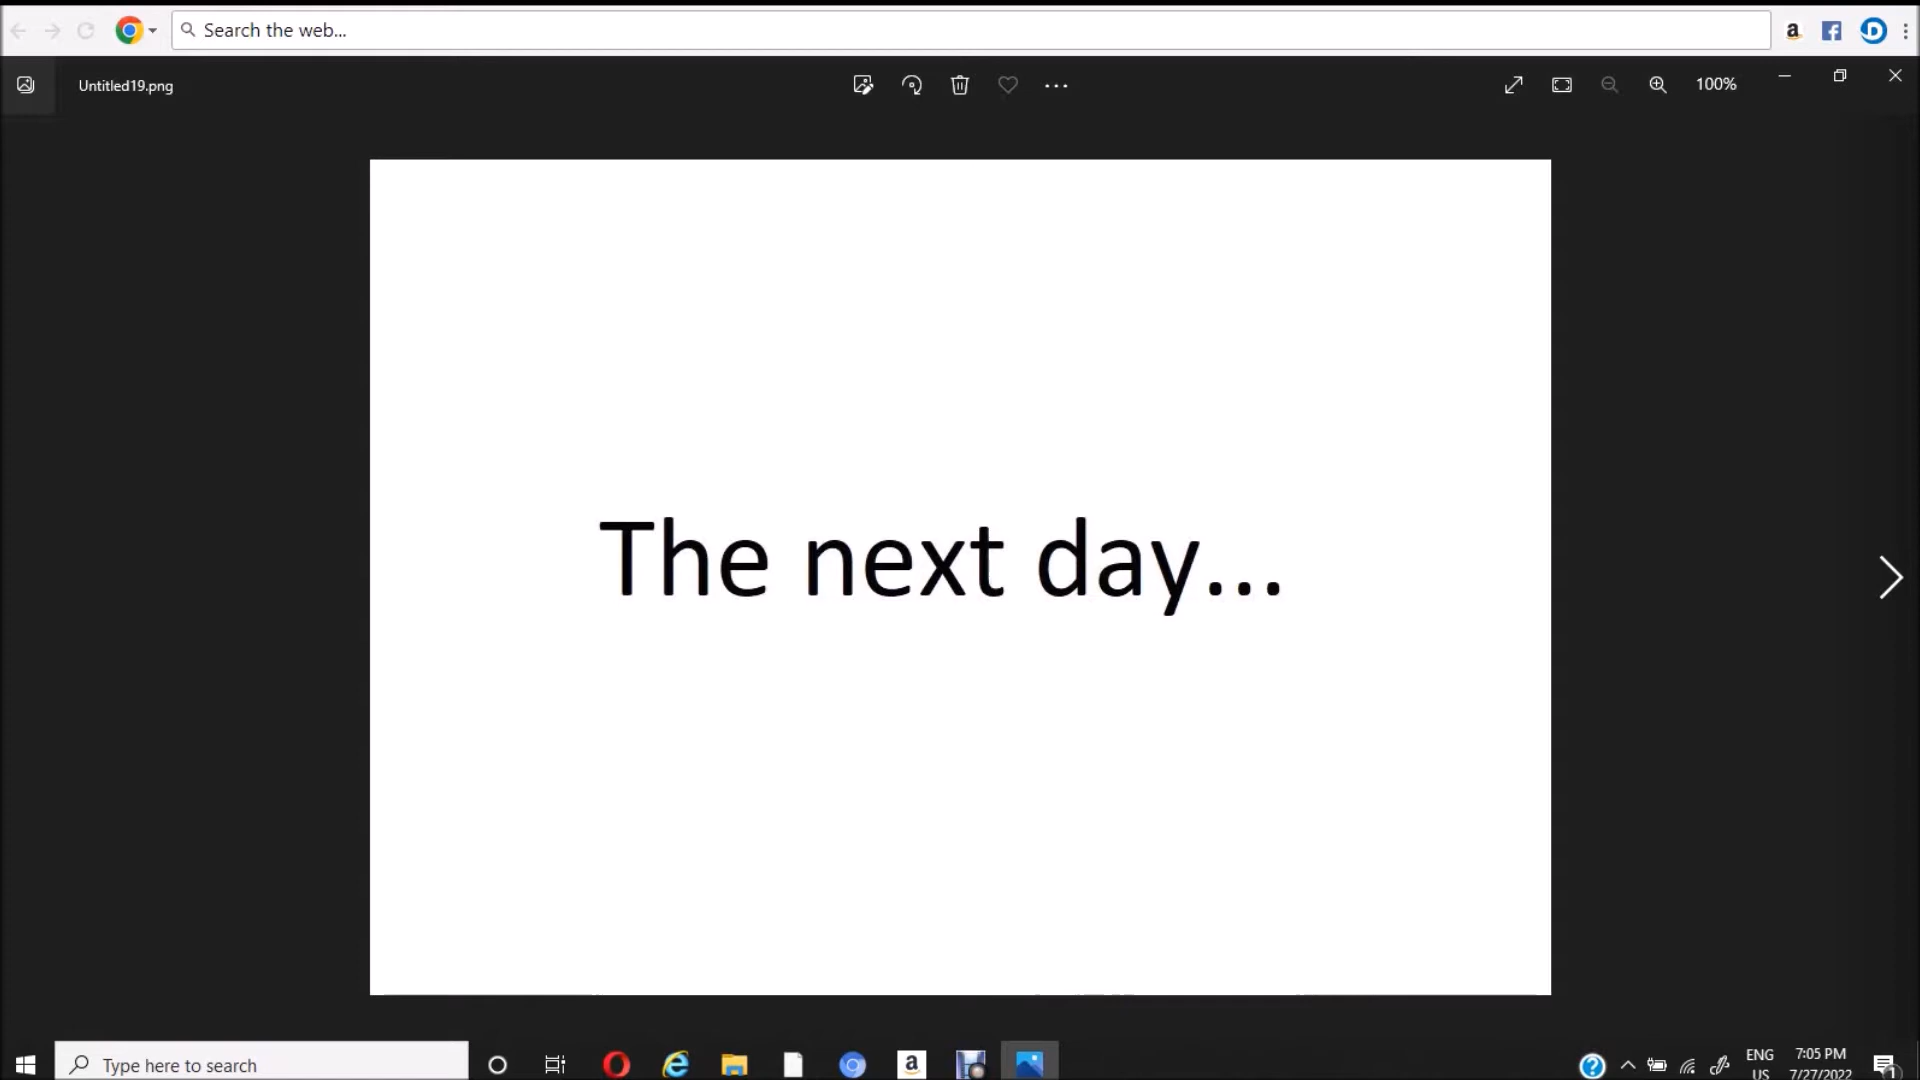 Search the web...
Untitled19.png
100%
The next day...
Type here to search
ENG
US
7:05 PM
7/27/2022
1